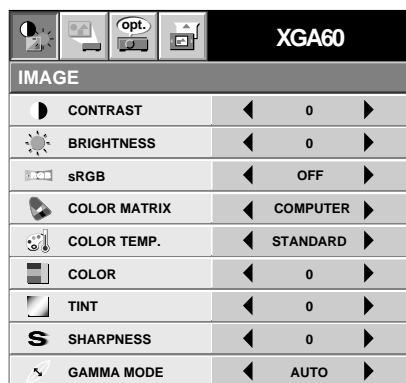 opt.
XGA60
IMAGE
CONTRAST 0
BRIGHTNESS 0
sRGB OFF
COLOR MATRIX COMPUTER
COLOR TEMP. STANDARD
COLOR 0
TINT 0
S SHARPNESS 0
GAMMA MODE AUTO